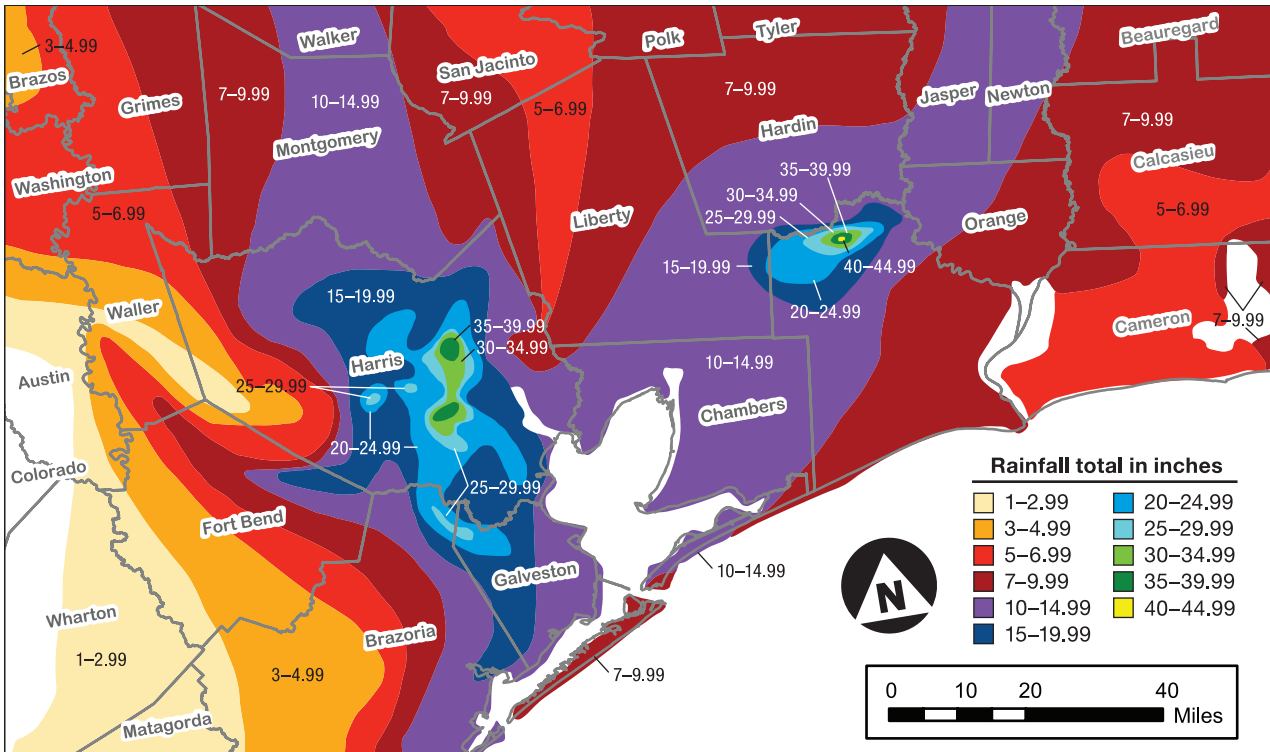 3–4.99
Brazos
Walker
Polk
Tyler
Beauregard
San Jacinto
Grimes
7–9.99
10–14.99
7–9.99
5–6.99
7–9.99
Jasper
Newton
7–9.99
Montgomery
Hardin
Calcasieu
Washington
35–39.99
30–34.99
25–29.99
5–6.99
Liberty
Orange
5–6.99
15–19.99
40–44.99
20–24.99
Waller
15–19.99
35–39.99
30–34.99
Cameron
7–9.99
Harris
10–14.99
Austin
25–29.99
Chambers
20–24.99
Colorado
25–29.99
Fort Bend
Galveston
10–14.99
Wharton
Brazoria
1–2.99
3–4.99
7–9.99
Matagorda
Rainfall total in inches
1–2.99
3–4.99
5–6.99
7–9.99
10–14.99
15–19.99
20–24.99
25–29.99
30–34.99
35–39.99
40–44.99
N
0 10 20 40
Miles